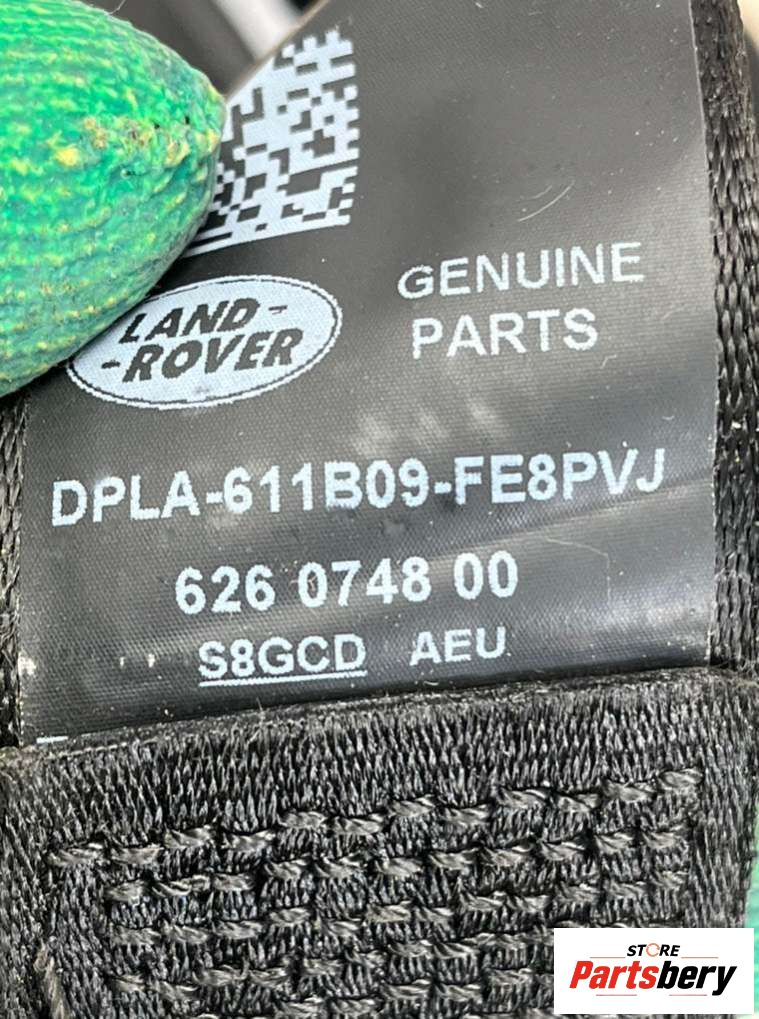 LAND-
-ROVER
GENUINE
PARTS
DPLA-611B09-FE8PVJ
626 0748 00
S8GCD AEU
STORE
Partsbery